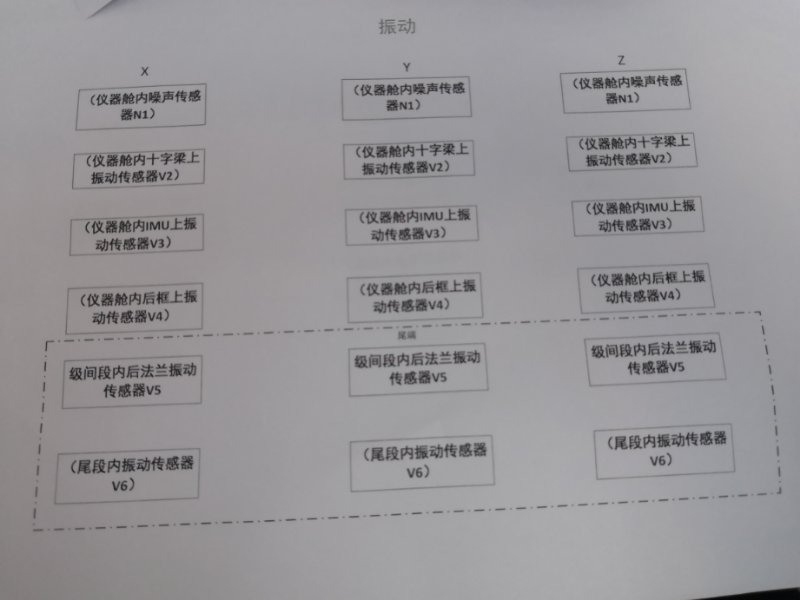 振动
X
Y
Z
（仪器舱内噪声传感
器N1）
（仪器舱内噪声传感
器N1）
（仪器舱内噪声传感
器N1）
（仪器舱内十字梁上
振动传感器V2）
（仪器舱内十字梁上
振动传感器V2）
（仪器舱内十字梁上
振动传感器V2）
（仪器舱内IMU上振
动传感器V3）
（仪器舱内IMU上振
动传感器V3）
（仪器舱内IMU上振
动传感器V3）
（仪器舱内后框上振
动传感器V4）
（仪器舱内后框上振
动传感器V4）
（仪器舱内后框上振
动传感器V4）
尾端
级间段内后法兰振动
传感器V5
级间段内后法兰振动
传感器V5
级间段内后法兰振动
传感器V5
（尾段内振动传感器
V6）
（尾段内振动传感器
V6）
（尾段内振动传感器
V6）